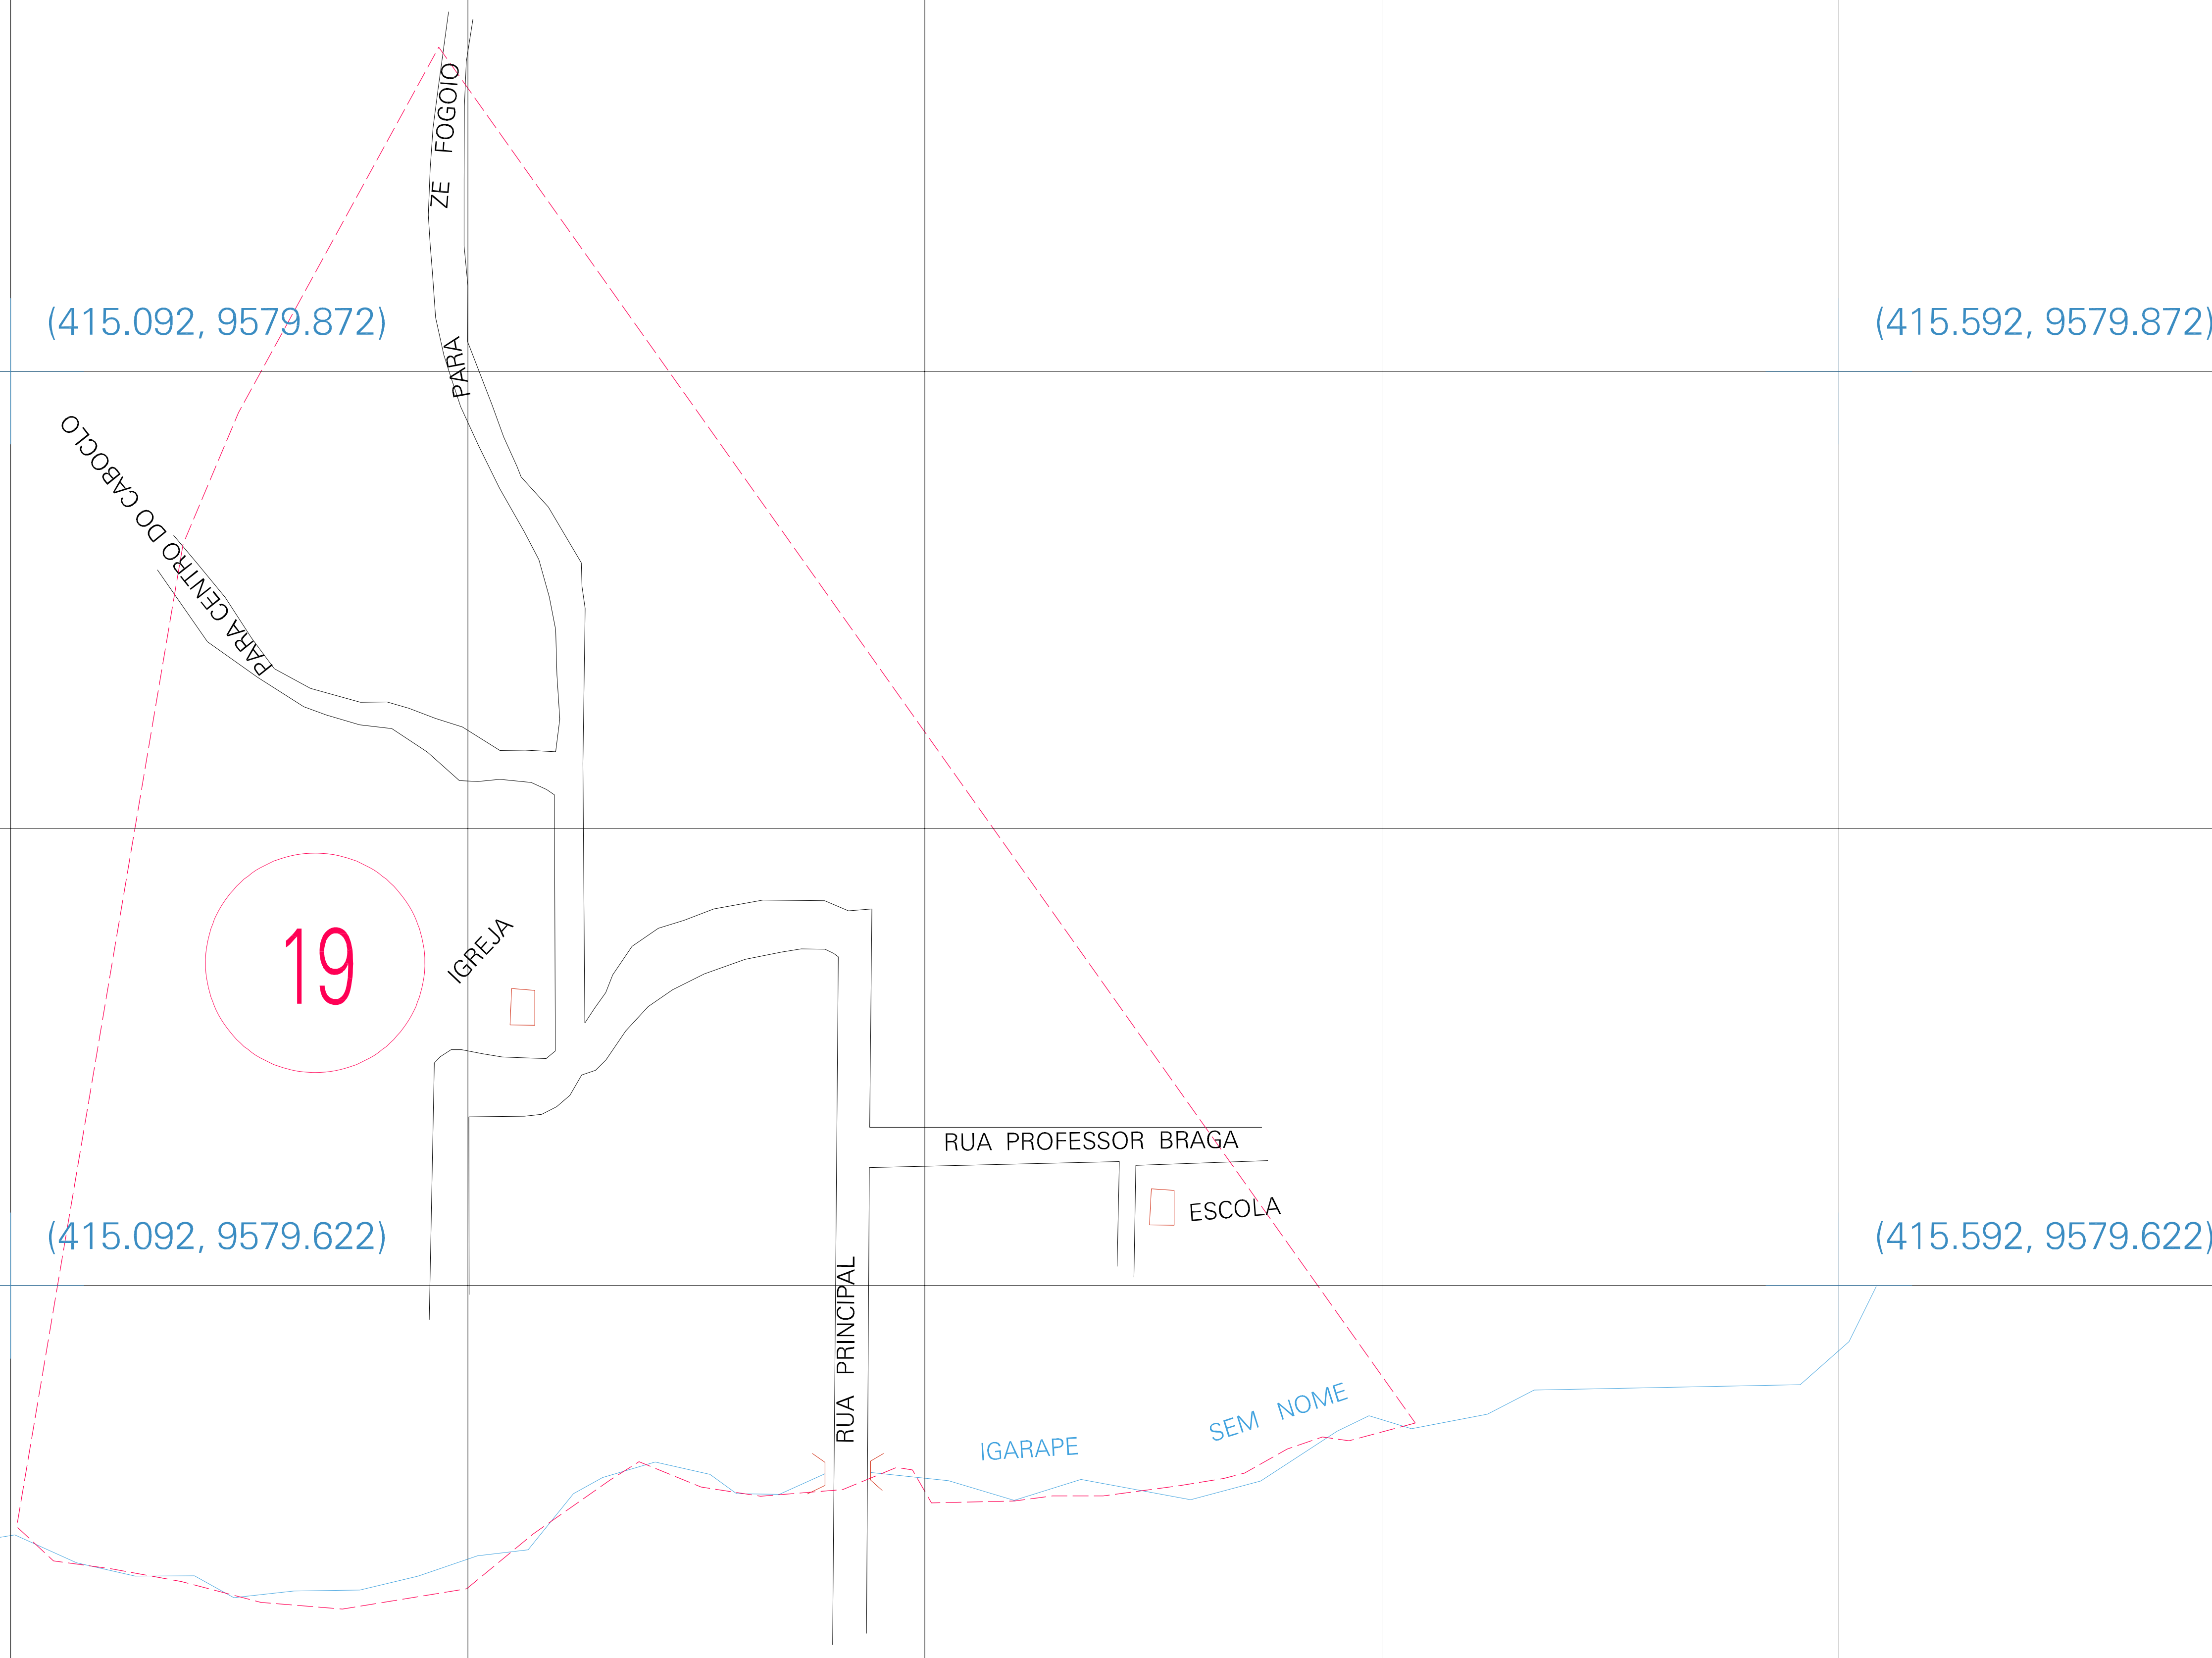 ZE FOGOIO
PARA
(415.092, 9579.872)
(415.592, 9579.872)
PARA CENTRO DO CABOCLO
19
IGREJA
RUA PROFESSOR BRAGA
ESCOLA
(415.092, 9579.622)
(415.592, 9579.622)
RUA PRINCIPAL
IGARAPE SEM NOME